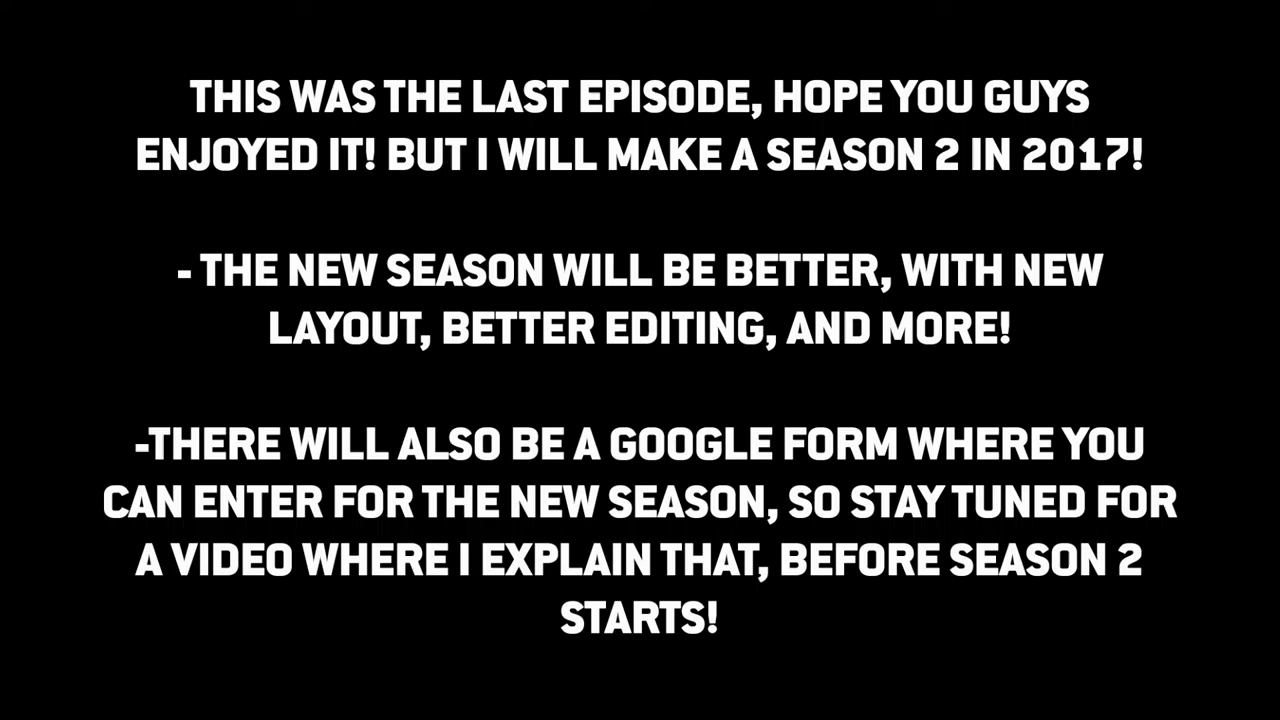 THIS WAS THE LAST EPISODE, HOPE YOU GUYS
ENJOYED IT! BUT I WILL MAKE A SEASON 2 IN 2017!
- THE NEW SEASON WILL BE BETTER, WITH NEW
LAYOUT, BETTER EDITING, AND MORE!
-THERE WILL ALSO BE A GOOGLE FORM WHERE YOU
CAN ENTER FOR THE NEW SEASON, SO STAY TUNED FOR
A VIDEO WHERE I EXPLAIN THAT, BEFORE SEASON 2
STARTS!